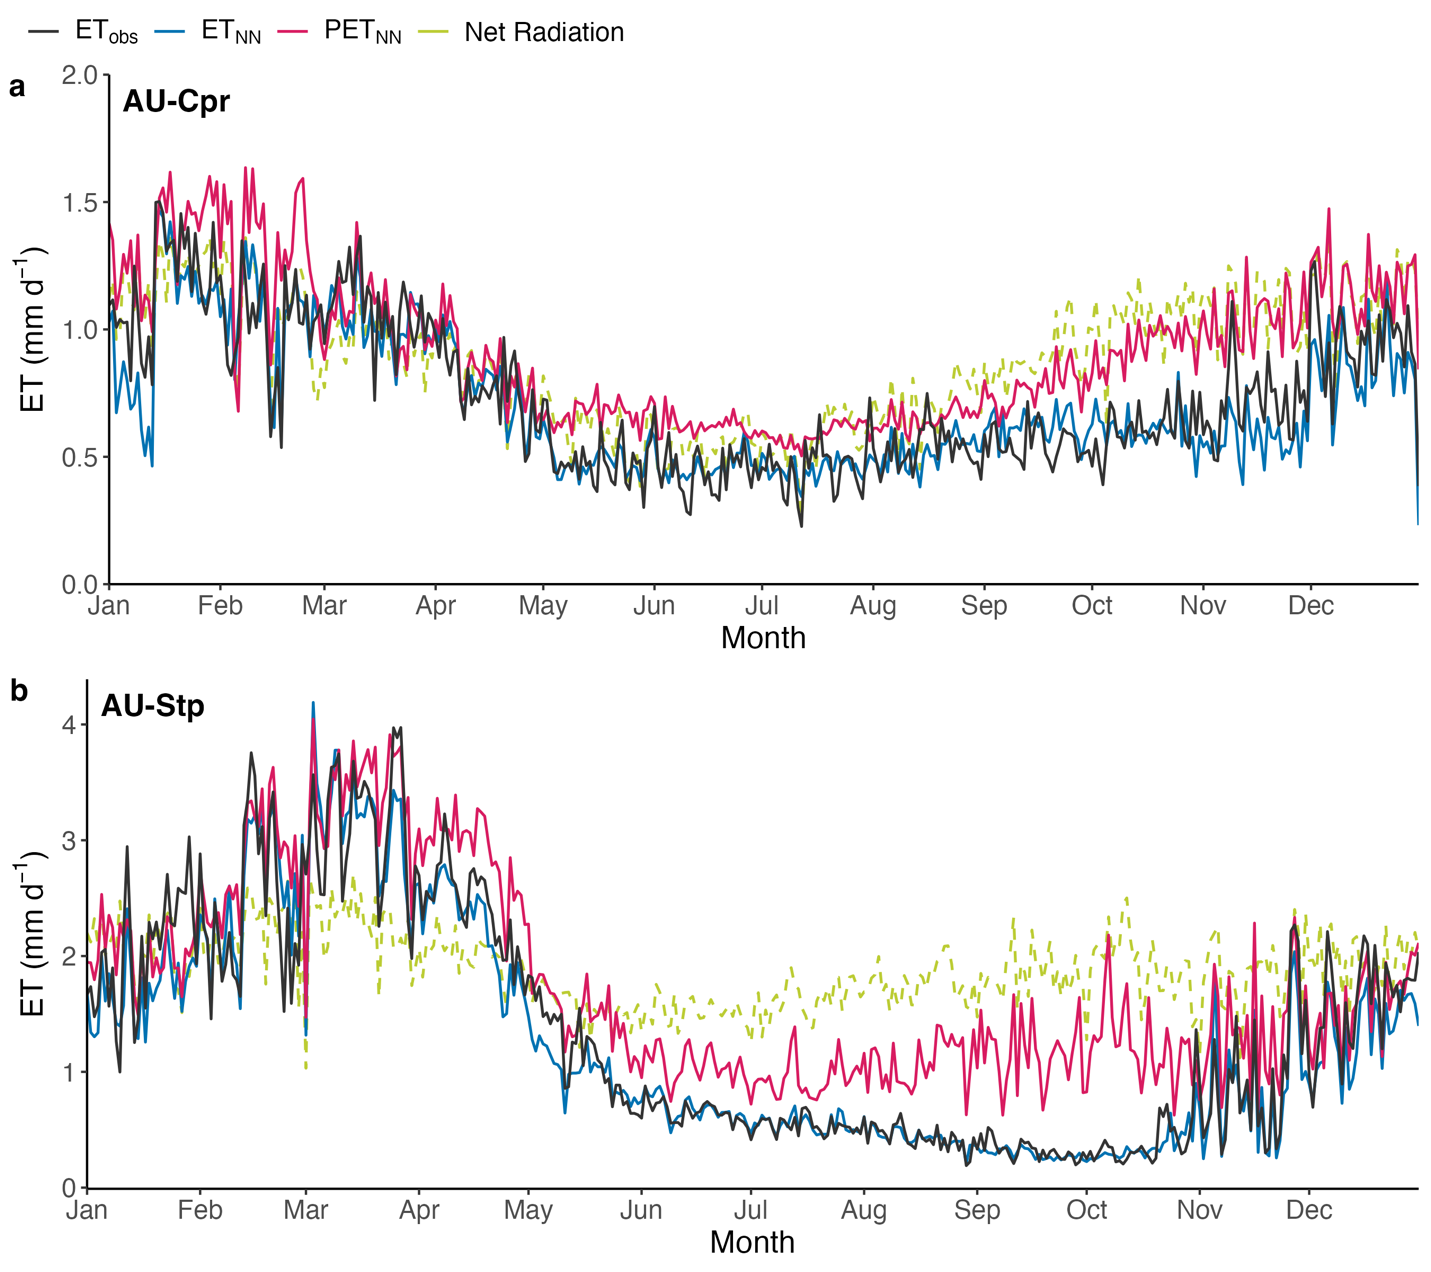 ETobs ETNN PETNN Net Radiation
a
AU-Cpr
2.0
1.5
1.0
0.5
0.0
ET (mm d−1)
Jan Feb Mar Apr May Jun Jul Aug Sep Oct Nov Dec
Month
b
AU-Stp
4
3
2
1
0
ET (mm d−1)
Jan Feb Mar Apr May Jun Jul Aug Sep Oct Nov Dec
Month